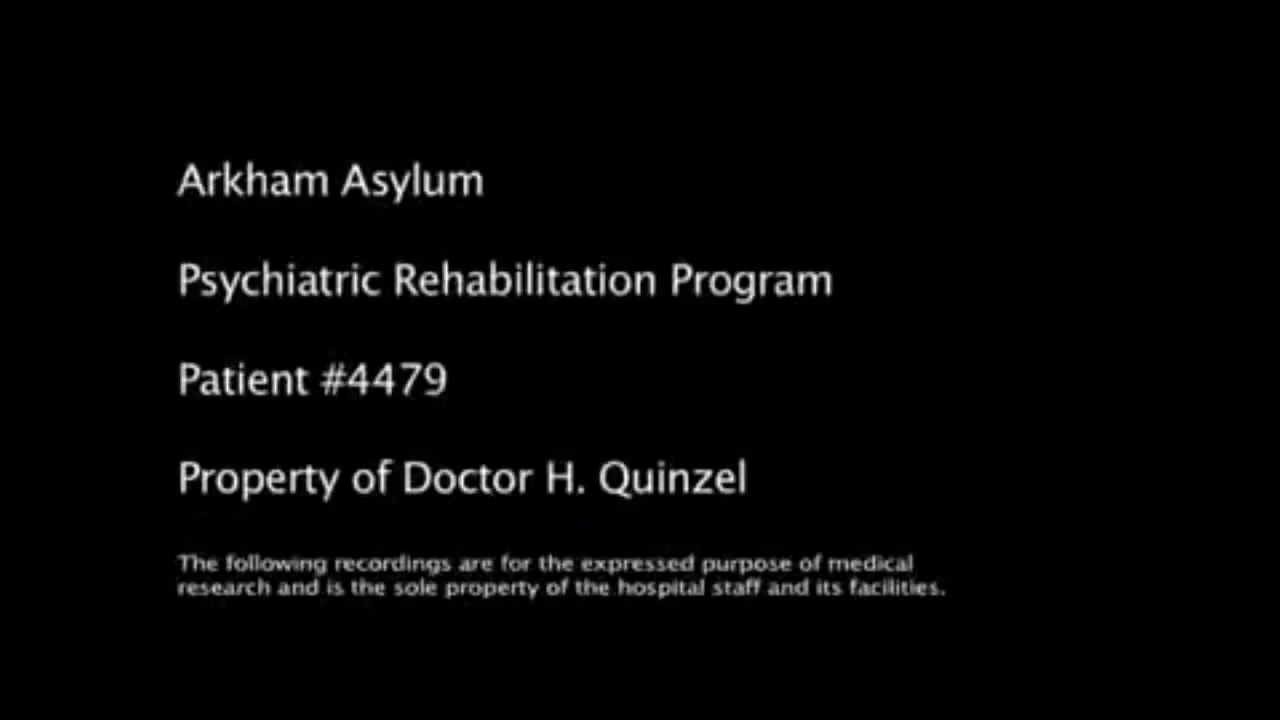 Arkham Asylum
Psychiatric Rehabilitation Program
Patient #4479
Property of Doctor H. Quinzel
The following recordings are for the expressed purpose of medical
research and is the sole property of the hospital staff and its facilities.